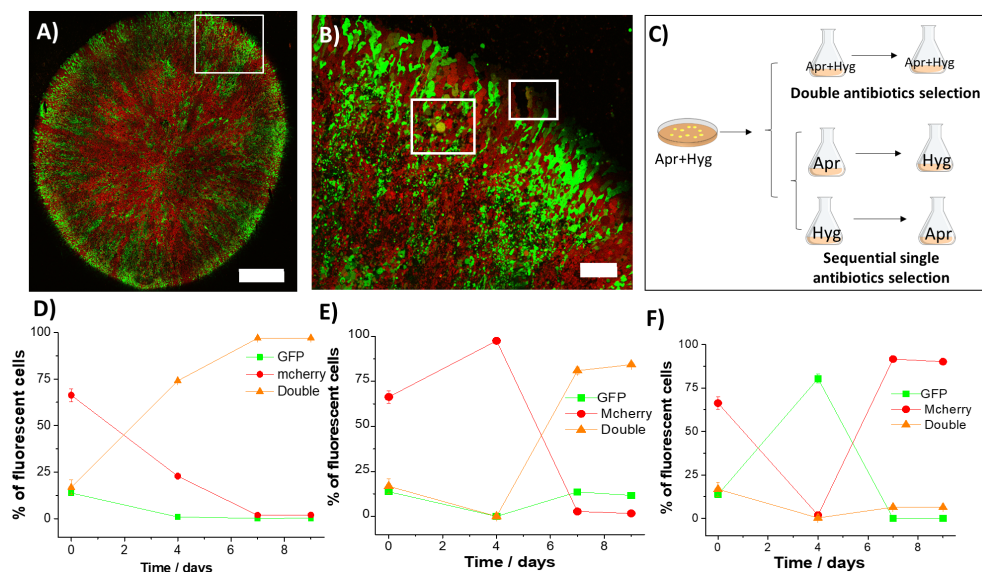 A)
B)
C)
Apr+Hyg
Apr+Hyg
Apr+Hyg
Double antibiotics selection
Apr
Hyg
Hyg
Apr
Sequential single
antibiotics selection
D)
% of fluorescent cells
100
75
50
25
0
0 2 4 6 8
Time / days
GFP
mcherry
Double
E)
% of fluorescent cells
100
75
50
25
0
0 2 4 6 8
Time / days
GFP
Mcherry
Double
F)
% of fluorescent cells
100
75
50
25
0
0 2 4 6 8
Time / days
GFP
Mcherry
Double